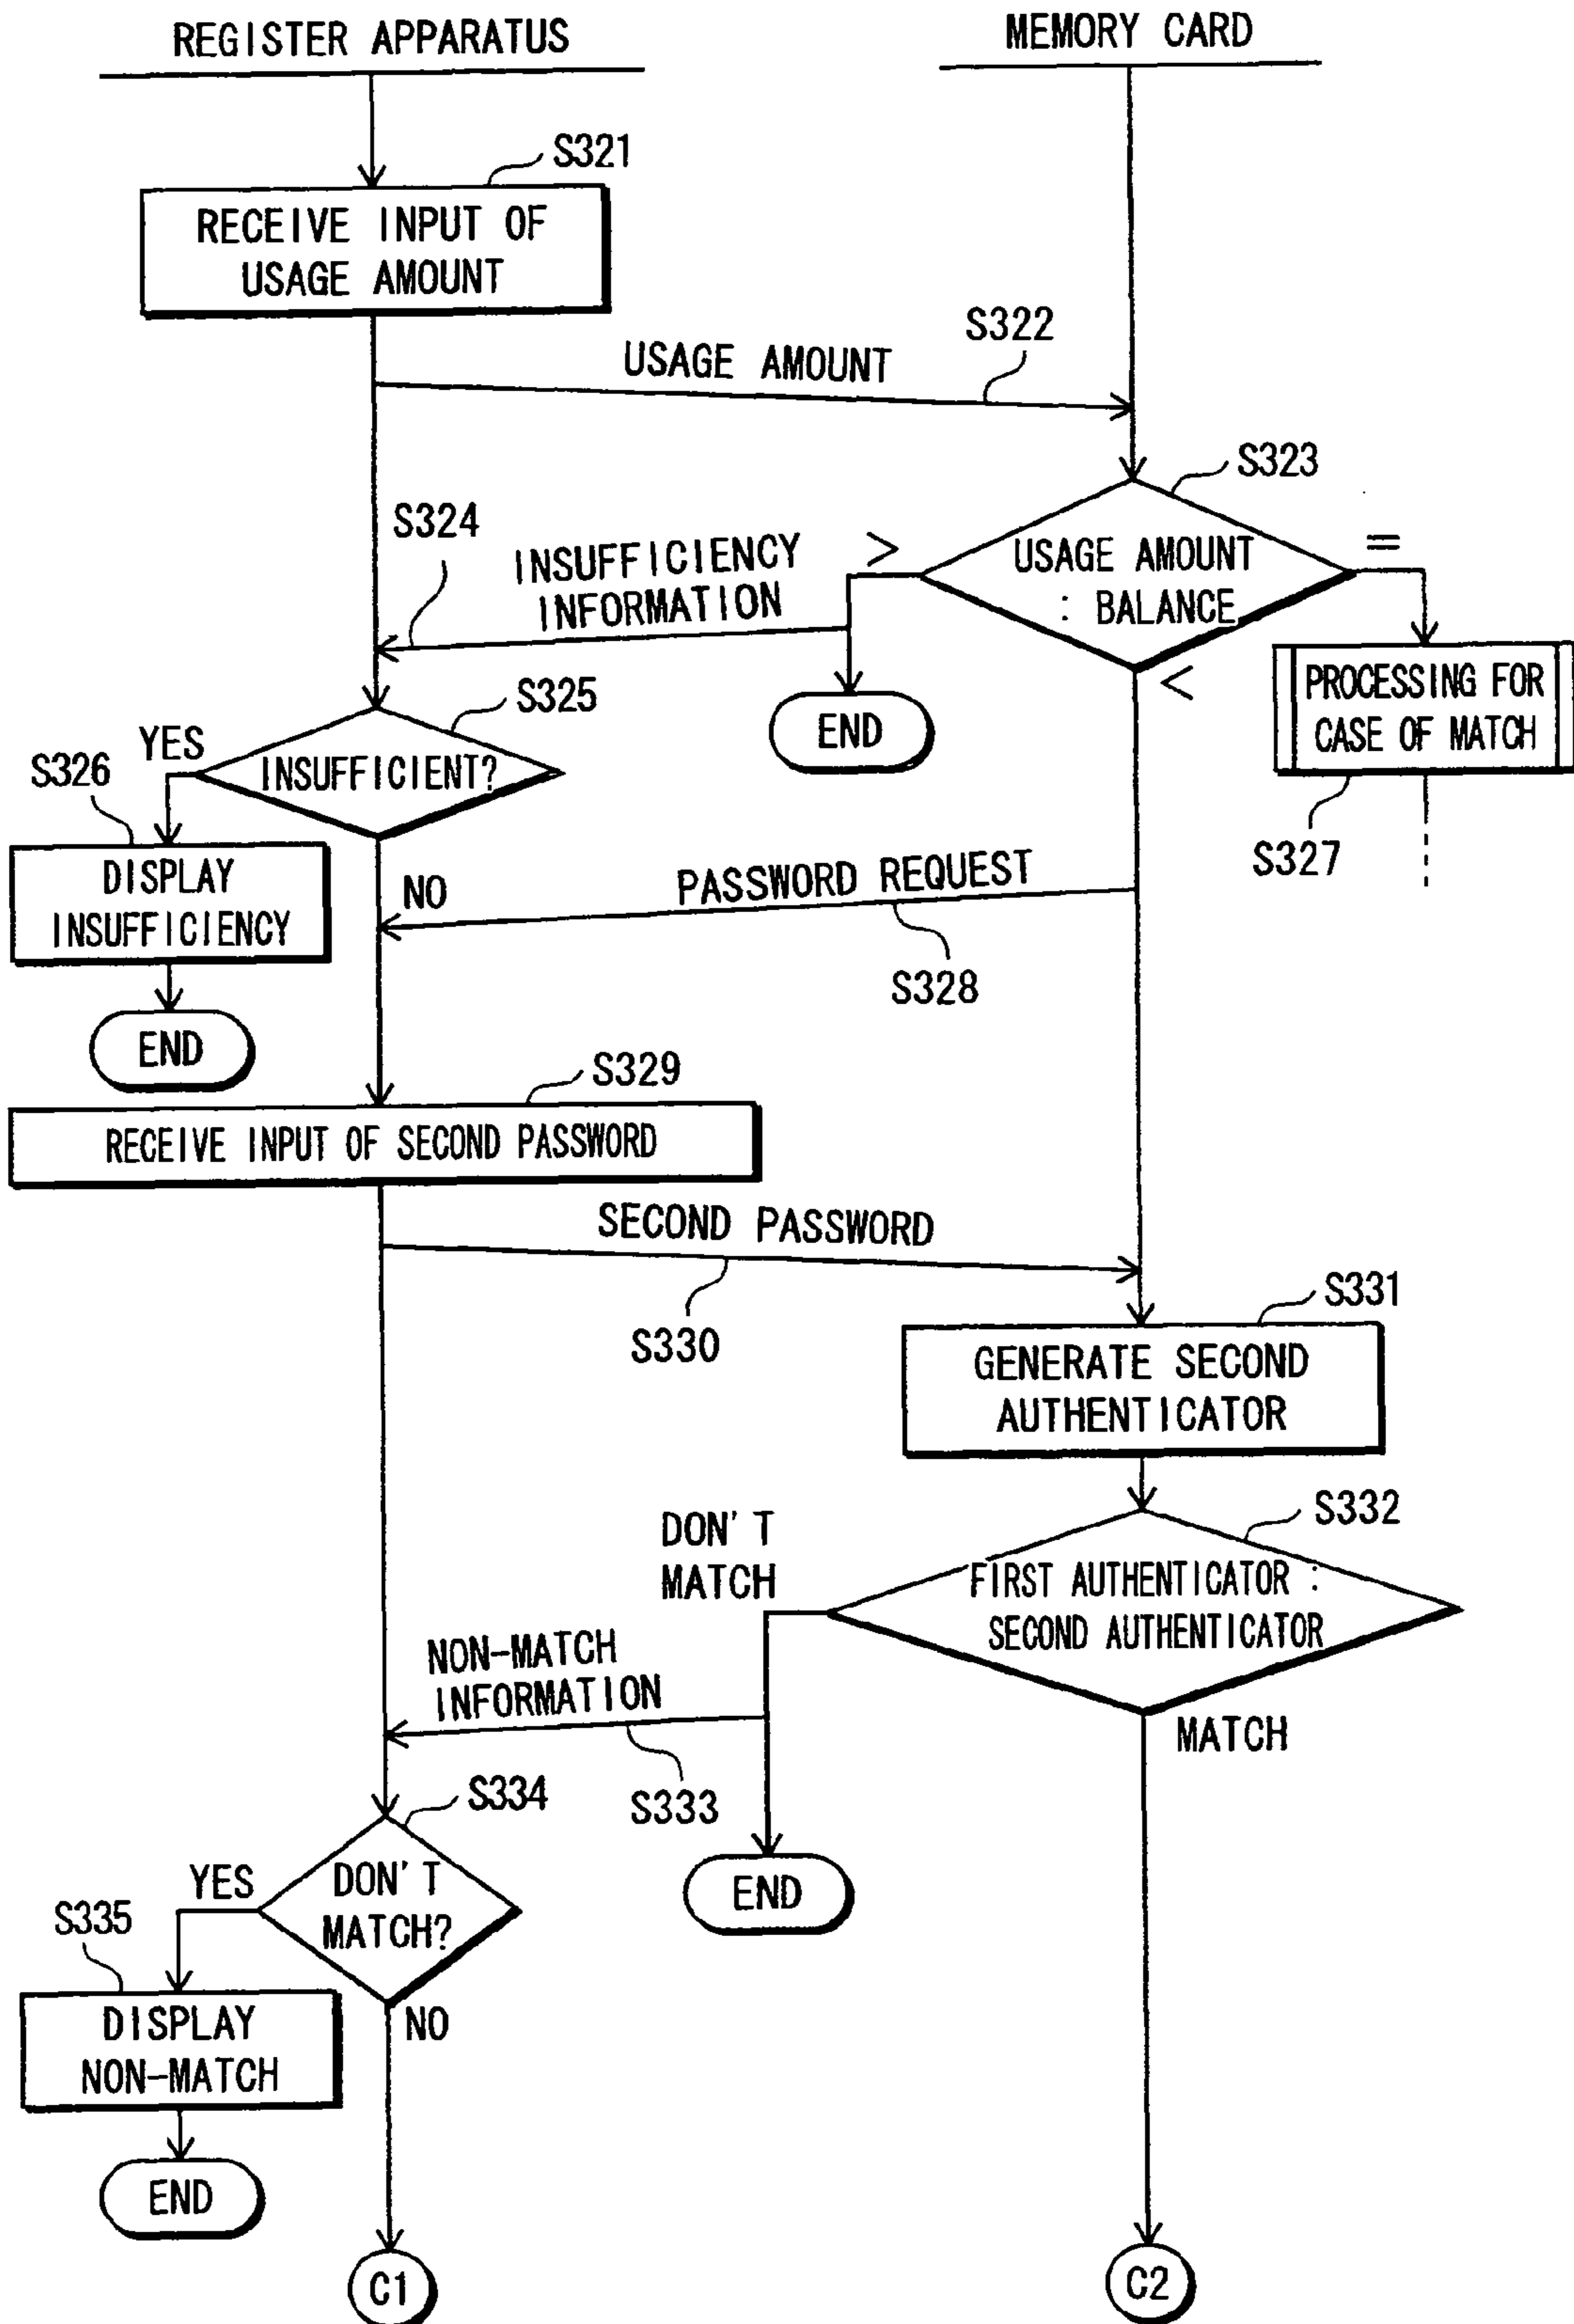 REGISTER APPARATUS
MEMORY CARD
S321
RECEIVE INPUT OF
USAGE AMOUNT
S322
USAGE AMOUNT
S323
S324
INSUFFICIENCY
INFORMATION
>
USAGE AMOUNT
: BALANCE
=
<
PROCESSING FOR
CASE OF MATCH
S327
END
S325
YES
INSUFFICIENT?
S326
DISPLAY
INSUFFICIENCY
NO
PASSWORD REQUEST
S328
END
S329
RECEIVE INPUT OF SECOND PASSWORD
SECOND PASSWORD
S330
S331
GENERATE SECOND
AUTHENTICATOR
S332
DON'T
MATCH
FIRST AUTHENTICATOR :
SECOND AUTHENTICATOR
NON-MATCH
INFORMATION
MATCH
S333
S334
YES
DON'T
MATCH?
END
S335
DISPLAY
NON-MATCH
NO
END
C1
C2